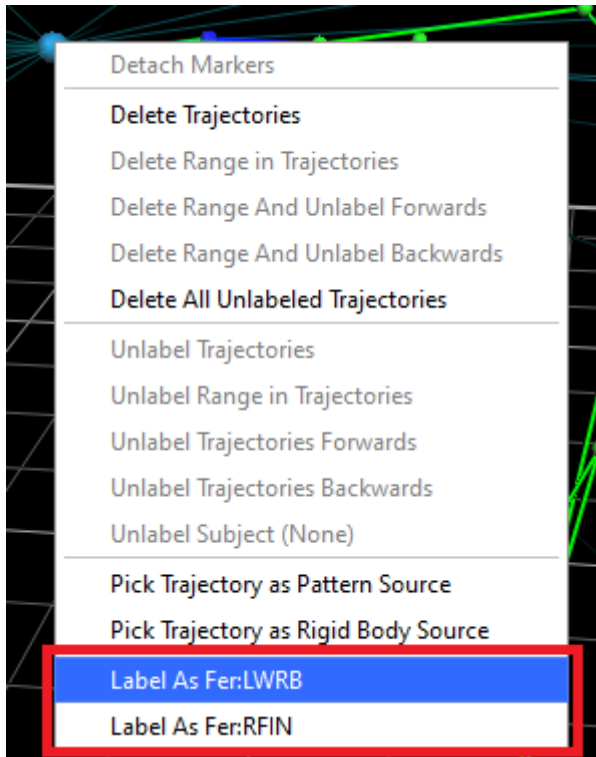 Detach Markers
Delete Trajectories
Delete Range in Trajectories
Delete Range And Unlabel Forwards
Delete Range And Unlabel Backwards
Delete All Unlabeled Trajectories
Unlabel Trajectories
Unlabel Range in Trajectories
Unlabel Trajectories Forwards
Unlabel Trajectories Backwards
Unlabel Subject (None)
Pick Trajectory as Pattern Source
Pick Trajectory as Rigid Body Source
Label As Fer:LWRB
Label As Fer:RFIN